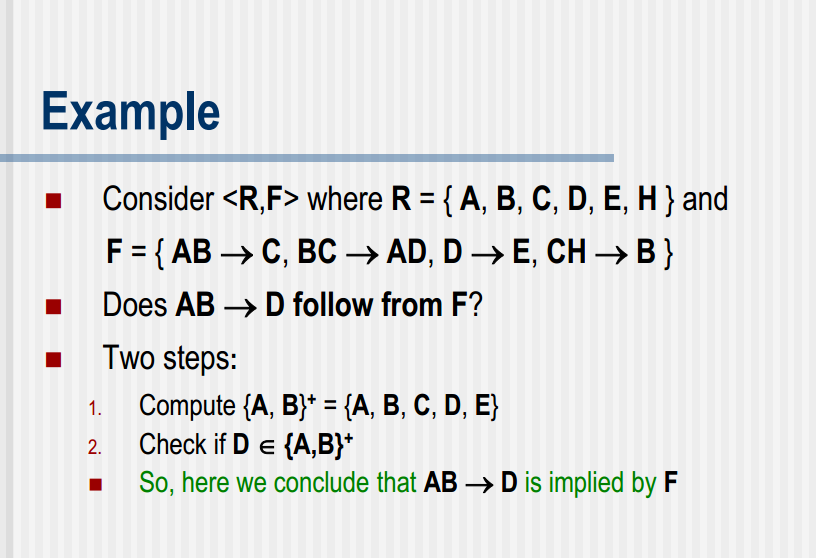 Example
■ Consider <R,F> where R = { A, B, C, D, E, H } and
F = { AB → C, BC → AD, D → E, CH → B }
■ Does AB → D follow from F?
■ Two steps:
1. Compute {A, B}⁺ = {A, B, C, D, E}
2. Check if D ∈ {A,B}⁺
■ So, here we conclude that AB → D is implied by F